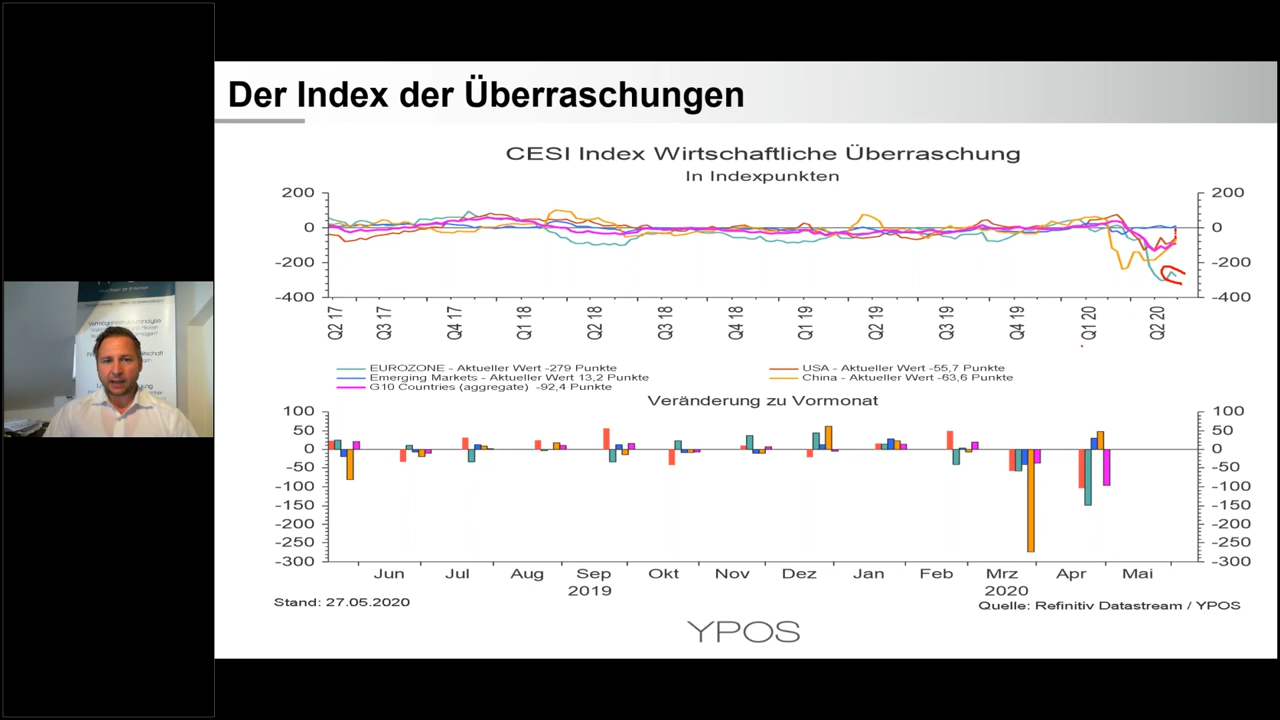 Der Index der Überraschungen
CESI Index Wirtschaftliche Überraschung
In Indexpunkten
200
0
-200
-400
200
0
-200
-400
Q2 17 Q3 17 Q4 17 Q1 18 Q2 18 Q3 18 Q4 18 Q1 19 Q2 19 Q3 19 Q4 19 Q1 20 Q2 20
EUROZONE - Aktueller Wert -279 Punkte
USA - Aktueller Wert -55,7 Punkte
Emerging Markets - Aktueller Wert 13,2 Punkte
China - Aktueller Wert -63,6 Punkte
G10 Countries (aggregate) -92,4 Punkte
Veränderung zu Vormonat
100
50
0
-50
-100
-150
-200
-250
-300
100
50
0
-50
-100
-150
-200
-250
-300
Jun Jul Aug Sep Okt Nov Dez Jan Feb Mrz Apr Mai
2019 2020
Stand: 27.05.2020
Quelle: Refinitiv Datastream / YPOS
YPOS
Vermögensstrukturanalyse